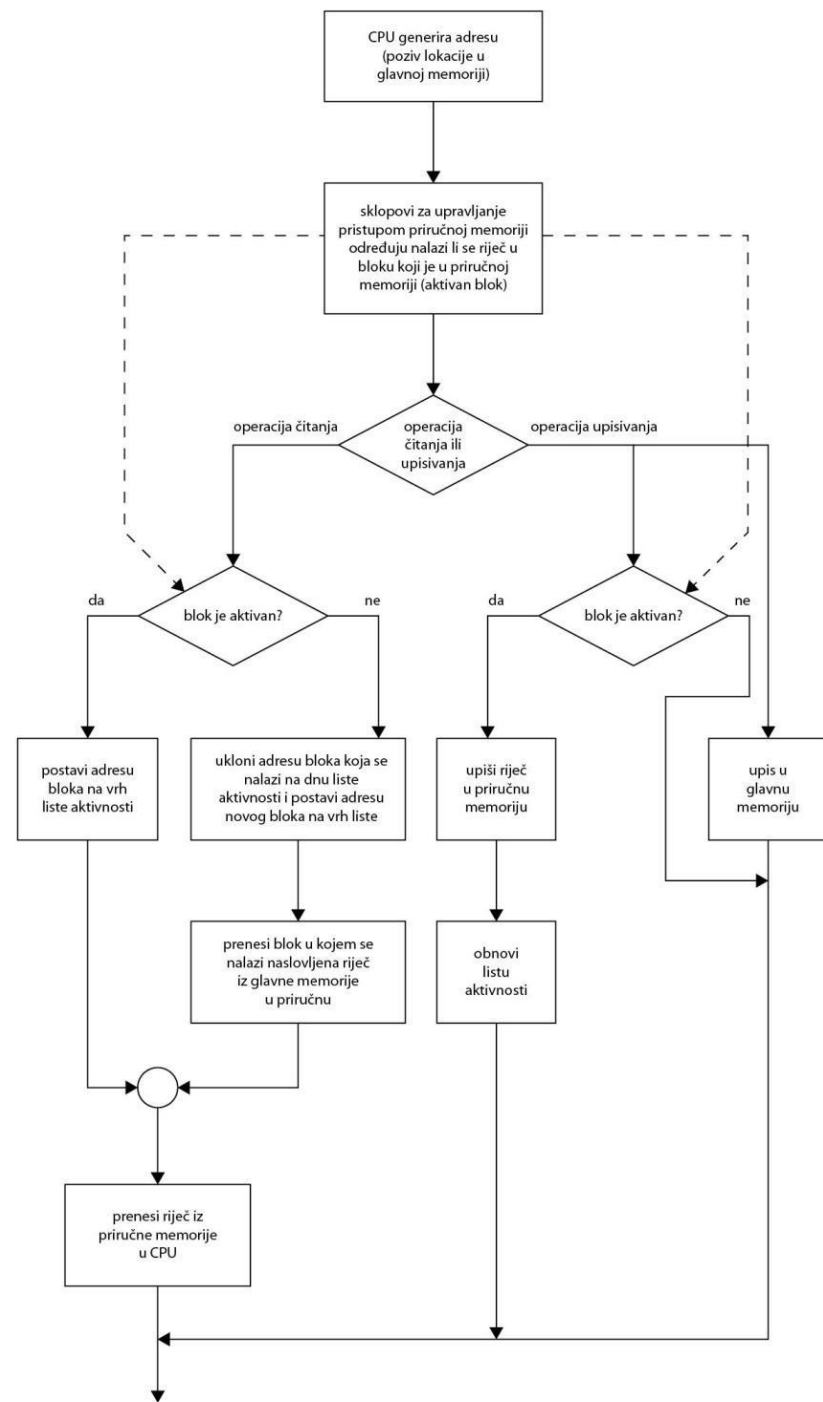 CPU generira adresu
(poziv lokacije u
glavnoj memoriji)
sklopovi za upravljanje
pristupom priručnoj memoriji
određuju nalazi li se riječ u
bloku koji je u priručnoj
memoriji (aktivan blok)
operacija čitanja
operacija
čitanja ili
upisivanja
operacija upisivanja
da
blok je aktivan?
ne
da
blok je aktivan?
ne
postavi adresu
bloka na vrh
liste aktivnosti
ukloni adresu bloka koja se
nalazi na dnu liste
aktivnosti i postavi adresu
novog bloka na vrh liste
upiši riječ
u priručnu
memoriju
upis u
glavnu
memoriju
prenesi blok u kojem se
nalazi naslovljena riječ
iz glavne memorije
u priručnu
obnovi
listu
aktivnosti
prenesi riječ iz
priručne memorije
u CPU